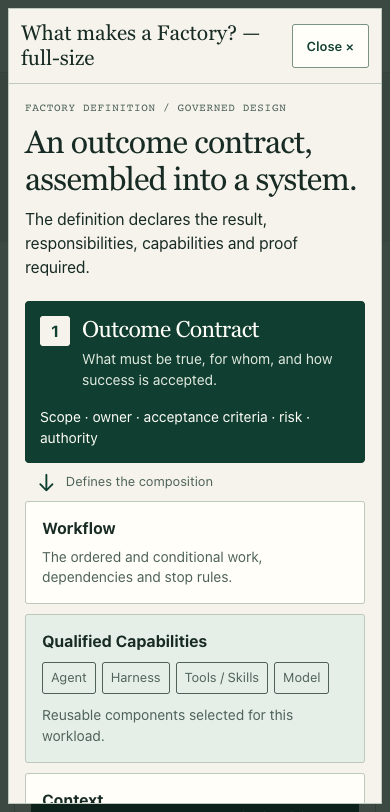 What makes a Factory? —
full-size
Close ×
FACTORY DEFINITION / GOVERNED DESIGN
An outcome contract,
assembled into a system.
The definition declares the result,
responsibilities, capabilities and proof
required.
1
Outcome Contract
What must be true, for whom, and how
success is accepted.
Scope · owner · acceptance criteria · risk ·
authority
↓ Defines the composition
Workflow
The ordered and conditional work,
dependencies and stop rules.
Qualified Capabilities
Agent
Harness
Tools / Skills
Model
Reusable components selected for this
workload.
Context